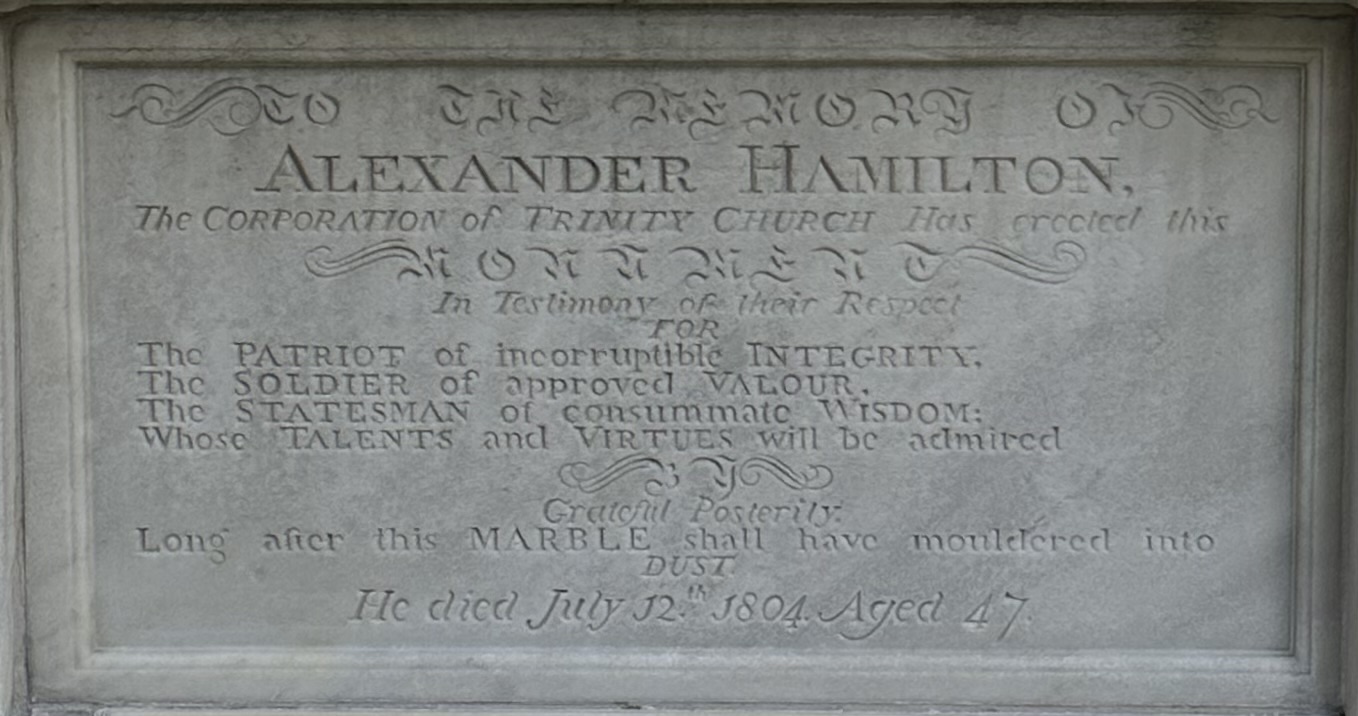 TO THE MEMORY OF
ALEXANDER HAMILTON,
The CORPORATION of TRINITY CHURCH Has erected this
MONUMENT
In Testimony of their Respect
FOR
The PATRIOT of incorruptible INTEGRITY,
The SOLDIER of approved VALOUR,
The STATESMAN of consummate WISDOM;
Whose TALENTS and VIRTUES will be admired
BY
Grateful Posterity.
Long after this MARBLE shall have mouldered into
DUST.
He died July 12.th 1804. Aged 47.